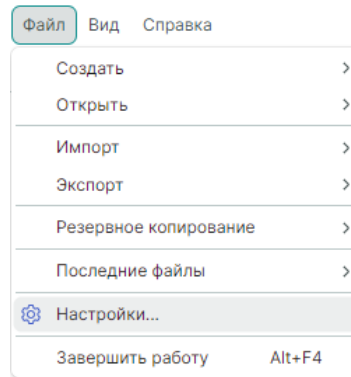 Файл Вид Справка
Создать
Открыть
Импорт
Экспорт
Резервное копирование
Последние файлы
Настройки...
Завершить работу Alt+F4